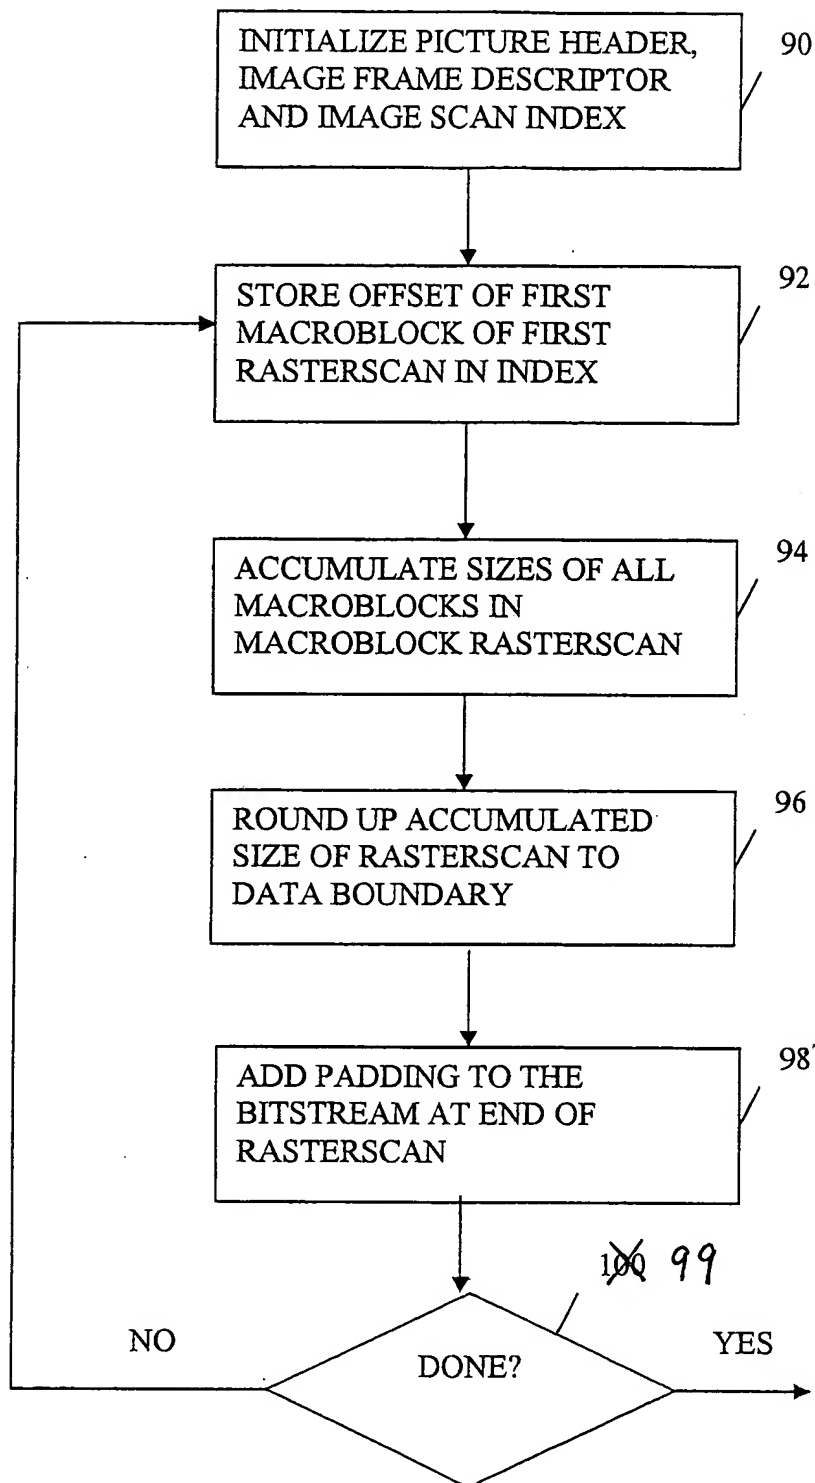 INITIALIZE PICTURE HEADER,
IMAGE FRAME DESCRIPTOR
AND IMAGE SCAN INDEX
90
STORE OFFSET OF FIRST
MACROBLOCK OF FIRST
RASTERSCAN IN INDEX
92
ACCUMULATE SIZES OF ALL
MACROBLOCKS IN
MACROBLOCK RASTERSCAN
94
ROUND UP ACCUMULATED
SIZE OF RASTERSCAN TO
DATA BOUNDARY
96
ADD PADDING TO THE
BITSTREAM AT END OF
RASTERSCAN
98
100 99
NO
DONE?
YES